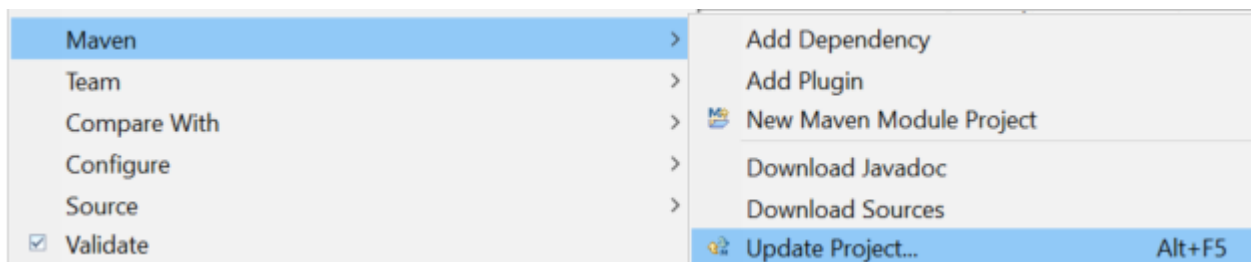 Maven
Team
Compare With
Configure
Source
Validate
Add Dependency
Add Plugin
New Maven Module Project
Download Javadoc
Download Sources
Update Project... Alt+F5